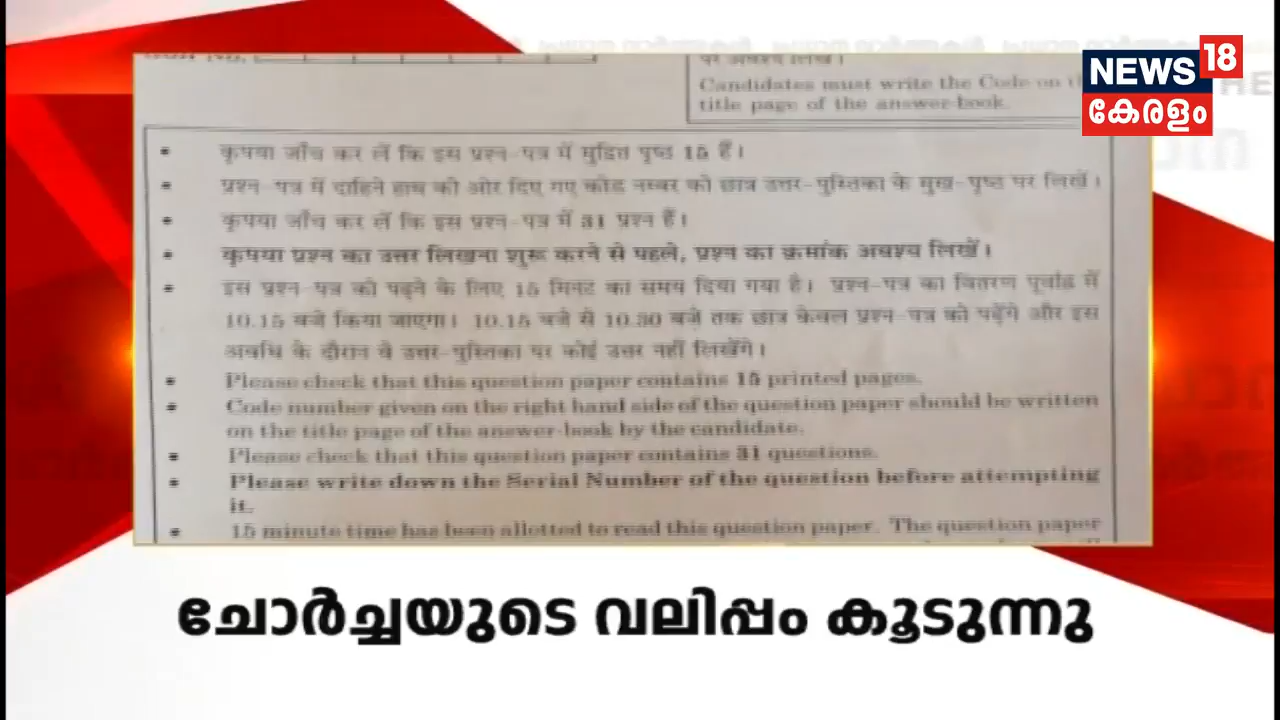 NEWS 18
കേരളം
पर अवश्य लिखें।
Candidates must write the Code on
title page of the answer-book.
• कृपया जाँच कर लें कि इस प्रश्न-पत्र में मुद्रित पृष्ठ 15 हैं।
• प्रश्न-पत्र में दाहिने हाथ की ओर दिए गए कोड नम्बर को छात्र उत्तर-पुस्तिका के मुख-पृष्ठ पर लिखें।
• कृपया जाँच कर लें कि इस प्रश्न-पत्र में 31 प्रश्न हैं।
• कृपया प्रश्न का उत्तर लिखना शुरू करने से पहले, प्रश्न का क्रमांक अवश्य लिखें।
• इस प्रश्न-पत्र को पढ़ने के लिए 15 मिनट का समय दिया गया है। प्रश्न-पत्र का वितरण पूर्वाह्न में
10.15 बजे किया जाएगा। 10.15 बजे से 10.30 बजे तक छात्र केवल प्रश्न-पत्र को पढ़ेंगे और इस
अवधि के दौरान वे उत्तर-पुस्तिका पर कोई उत्तर नहीं लिखेंगे।
• Please check that this question paper contains 15 printed pages.
• Code number given on the right hand side of the question paper should be written
on the title page of the answer-book by the candidate.
• Please check that this question paper contains 31 questions.
• Please write down the Serial Number of the question before attempting
it.
• 15 minute time has been allotted to read this question paper. The question paper
ചോർച്ചയുടെ വലിപ്പം കൂടുന്നു